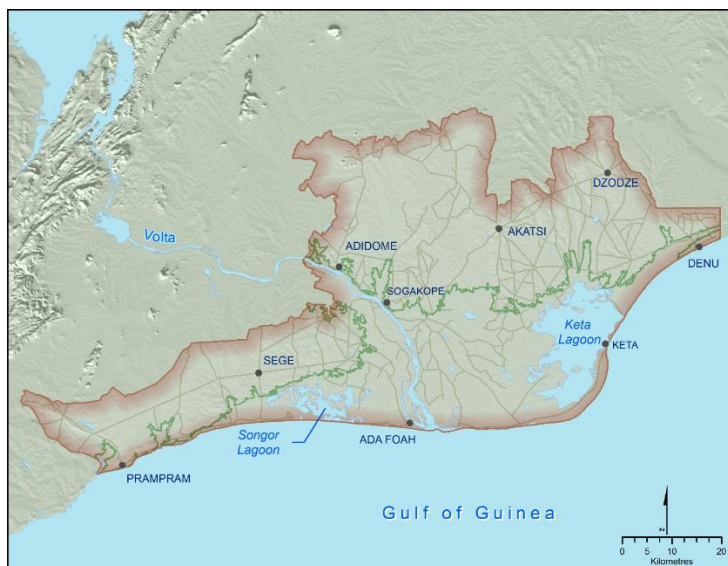 DZODZE
AKATSI
Volta
ADIDOME
DENU
SOGAKOPE
Keta
Lagoon
KETA
SEGE
Songor
Lagoon
ADA FOAH
PRAMPRAM
Gulf of Guinea
z
0 5 10 20
Kilometres